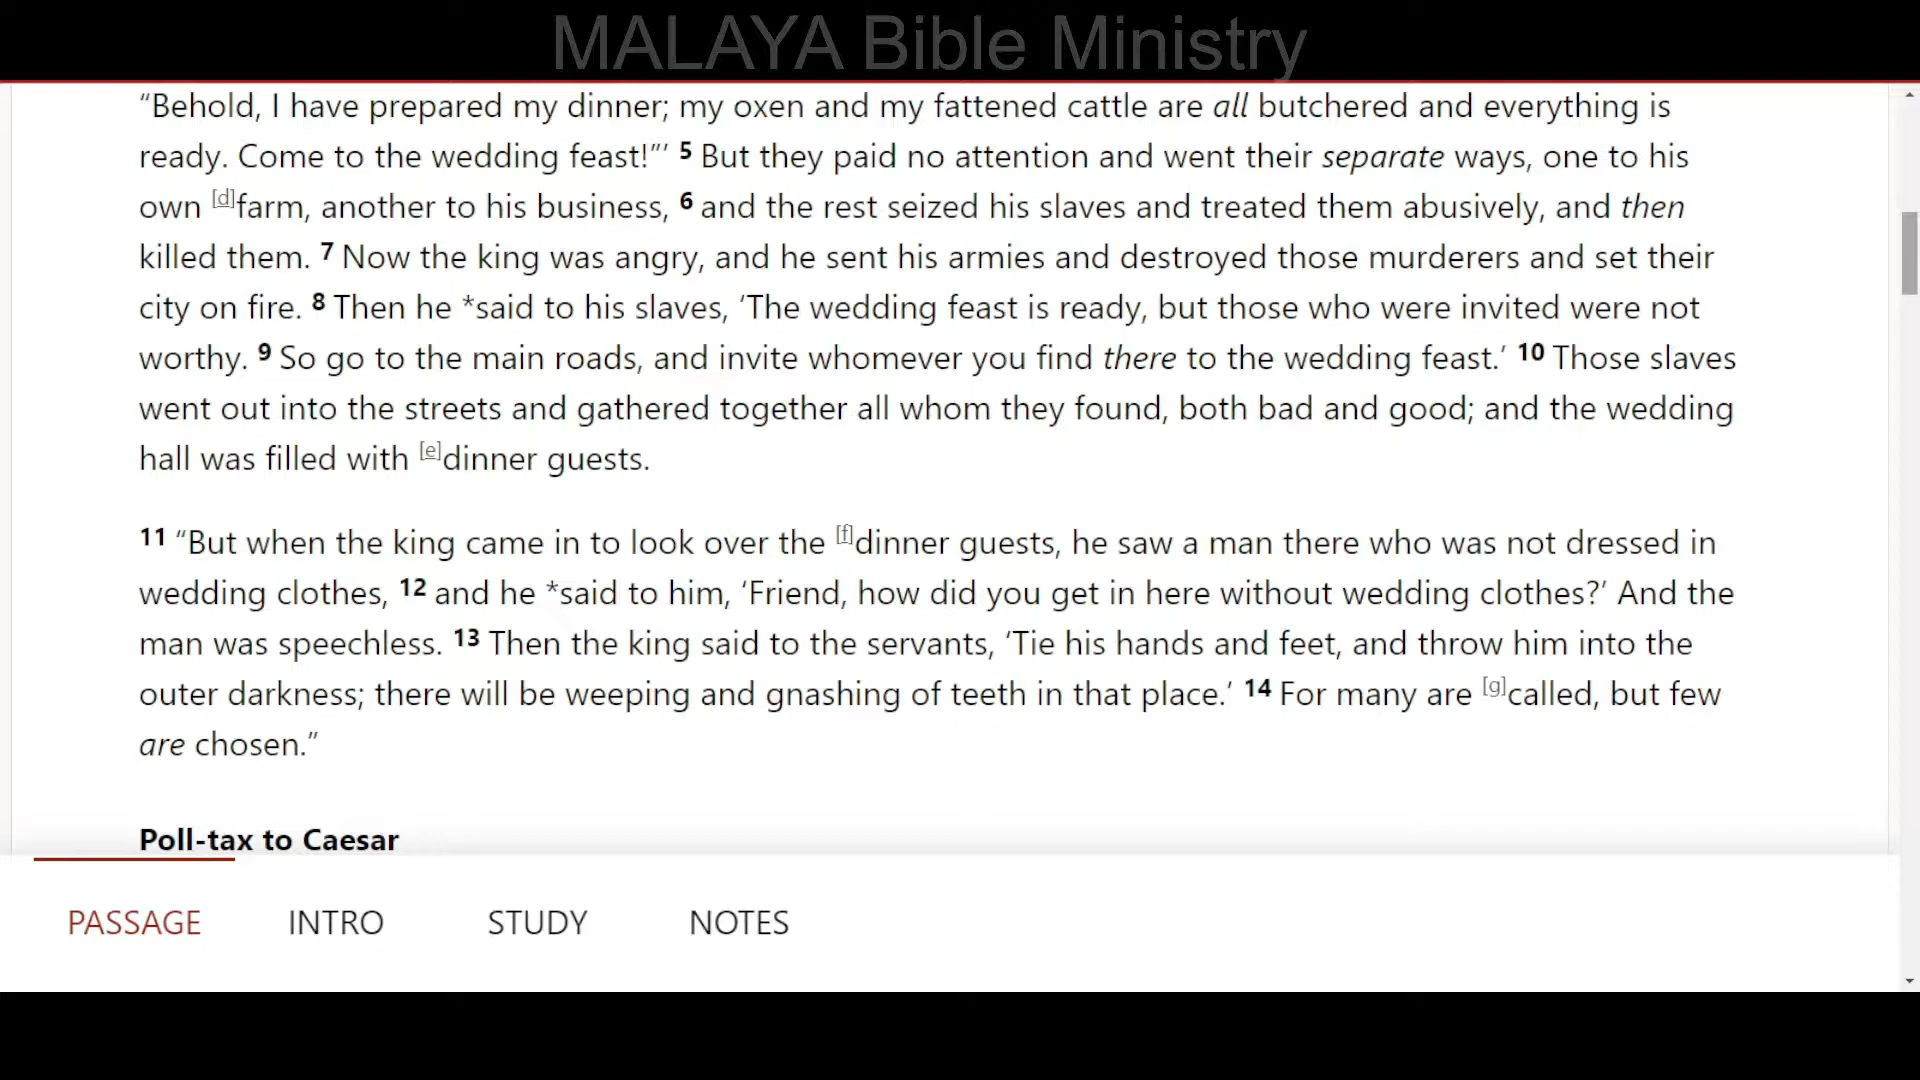 MALAYA Bible Ministry
“Behold, I have prepared my dinner; my oxen and my fattened cattle are all butchered and everything is
ready. Come to the wedding feast!”’ 5 But they paid no attention and went their separate ways, one to his
own [d]farm, another to his business, 6 and the rest seized his slaves and treated them abusively, and then
killed them. 7 Now the king was angry, and he sent his armies and destroyed those murderers and set their
city on fire. 8 Then he *said to his slaves, ‘The wedding feast is ready, but those who were invited were not
worthy. 9 So go to the main roads, and invite whomever you find there to the wedding feast.’ 10 Those slaves
went out into the streets and gathered together all whom they found, both bad and good; and the wedding
hall was filled with [e]dinner guests.
11 “But when the king came in to look over the [f]dinner guests, he saw a man there who was not dressed in
wedding clothes, 12 and he *said to him, ‘Friend, how did you get in here without wedding clothes?’ And the
man was speechless. 13 Then the king said to the servants, ‘Tie his hands and feet, and throw him into the
outer darkness; there will be weeping and gnashing of teeth in that place.’ 14 For many are [g]called, but few
are chosen.”
Poll-tax to Caesar
PASSAGE INTRO STUDY NOTES